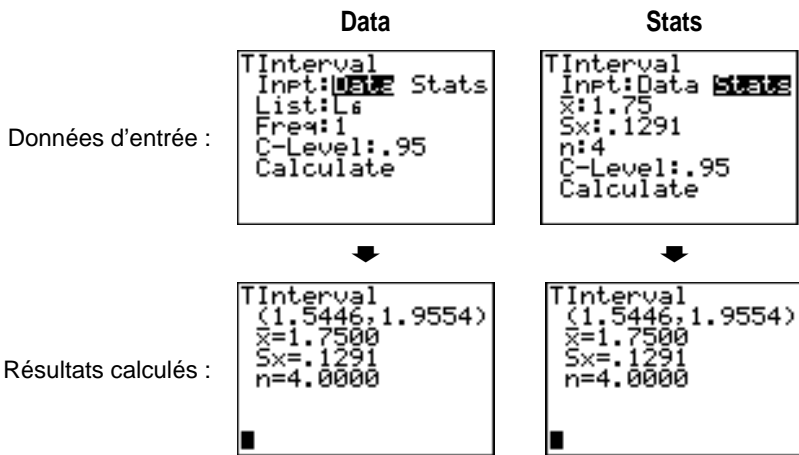 Data
Stats
Données d'entrée :
TInterval
Inpt:Data Stats
List:L6
Freq:1
C-Level:.95
Calculate
TInterval
Inpt:Data Stats
x̄:1.75
Sx:.1291
n:4
C-Level:.95
Calculate
Résultats calculés :
TInterval
(1.5446,1.9554)
x̄=1.7500
Sx=.1291
n=4.0000
TInterval
(1.5446,1.9554)
x̄=1.7500
Sx=.1291
n=4.0000